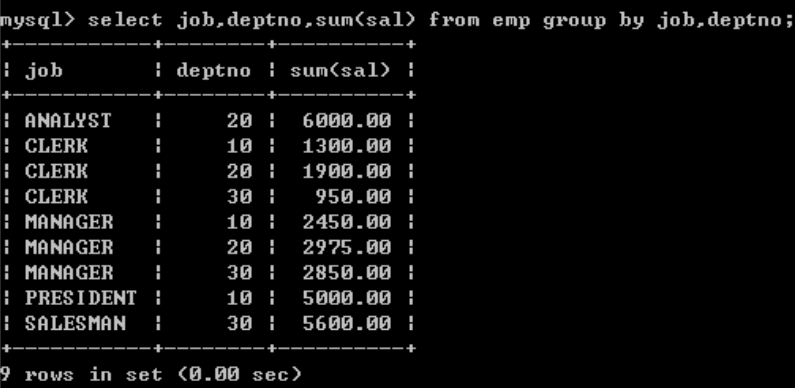 mysql> select job,deptno,sum(sal) from emp group by job,deptno;
+-----------+--------+----------+
| job       | deptno | sum(sal) |
+-----------+--------+----------+
| ANALYST   |     20 |  6000.00 |
| CLERK     |     10 |  1300.00 |
| CLERK     |     20 |  1900.00 |
| CLERK     |     30 |   950.00 |
| MANAGER   |     10 |  2450.00 |
| MANAGER   |     20 |  2975.00 |
| MANAGER   |     30 |  2850.00 |
| PRESIDENT |     10 |  5000.00 |
| SALESMAN  |     30 |  5600.00 |
+-----------+--------+----------+
9 rows in set (0.00 sec)